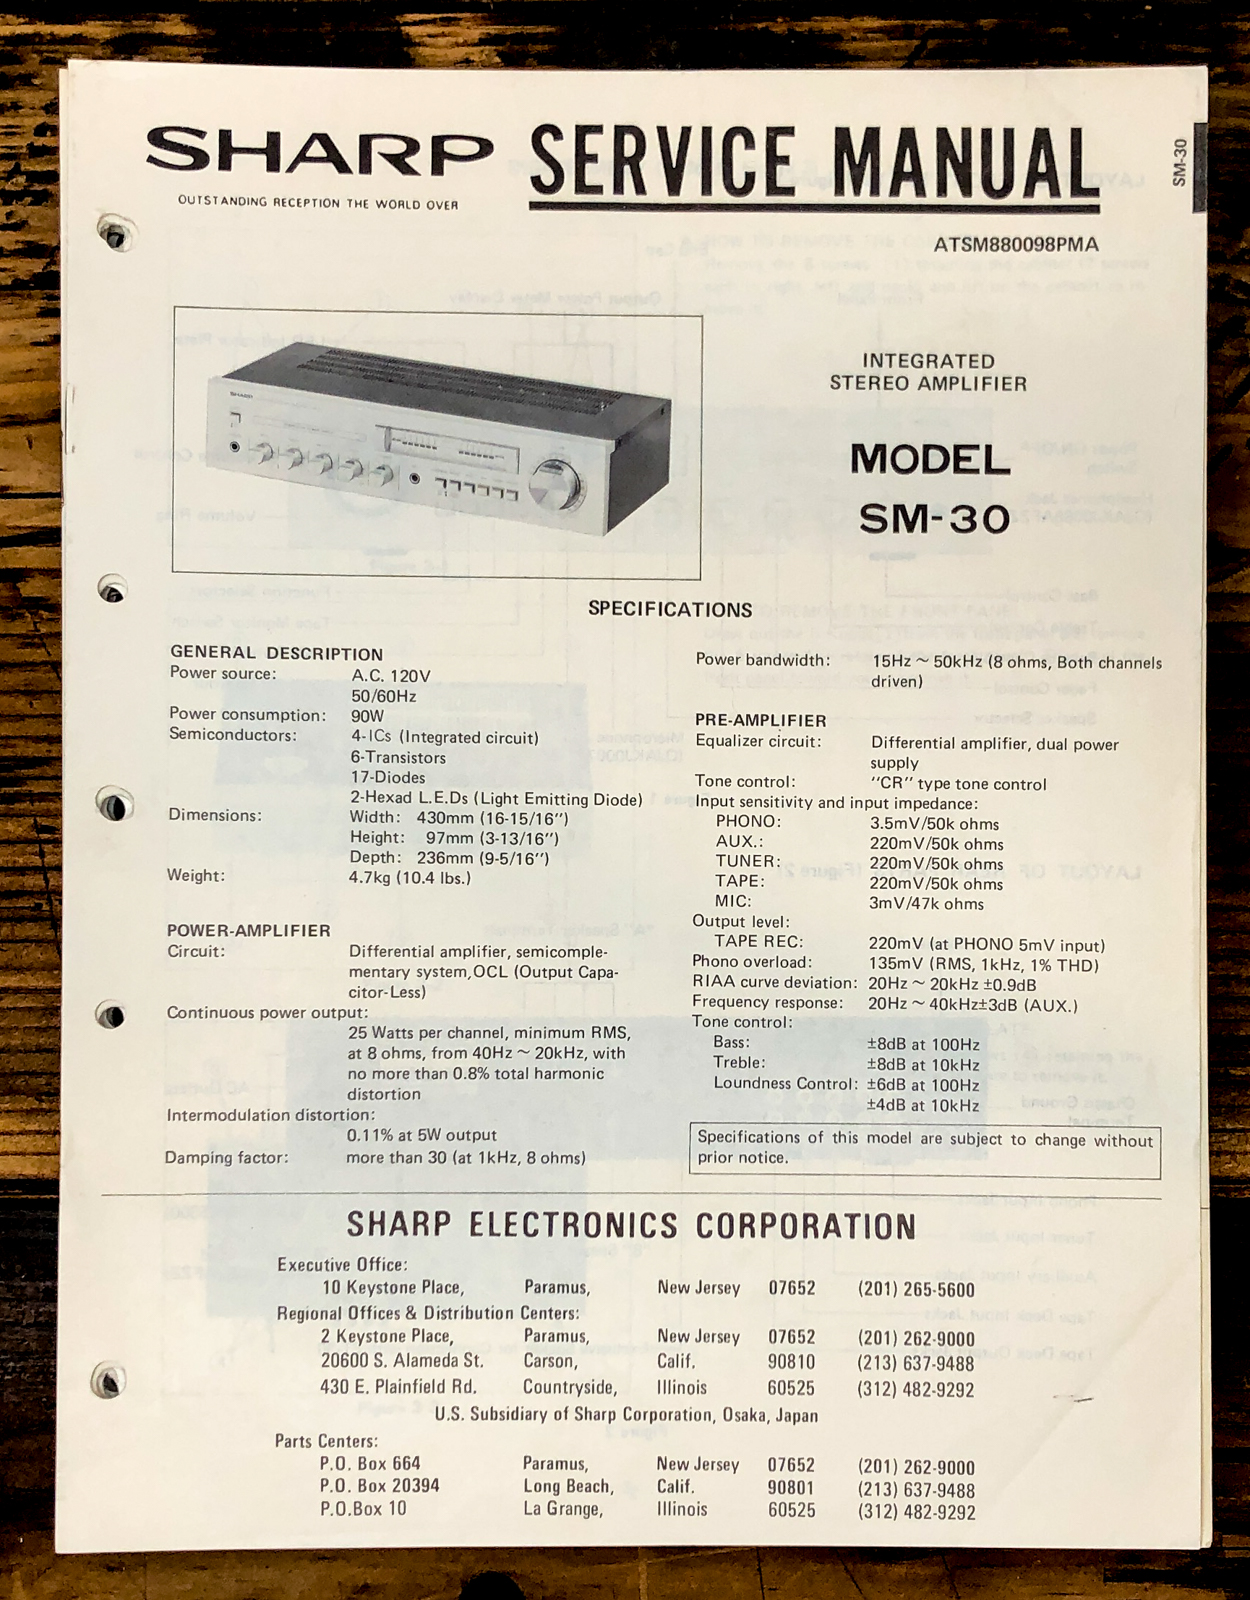 SHARP SERVICE MANUAL
OUTSTANDING RECEPTION THE WORLD OVER
SM-30
ATSM880098PMA
SHARP
INTEGRATED
STEREO AMPLIFIER
MODEL
SM-30
SPECIFICATIONS
GENERAL DESCRIPTION
Power source: A.C. 120V
50/60Hz
Power consumption: 90W
Semiconductors: 4-ICs (Integrated circuit)
6-Transistors
17-Diodes
2-Hexad L.E.Ds (Light Emitting Diode)
Dimensions: Width: 430mm (16-15/16")
Height: 97mm (3-13/16")
Depth: 236mm (9-5/16")
Weight: 4.7kg (10.4 lbs.)
POWER-AMPLIFIER
Circuit: Differential amplifier, semicomple-
mentary system,OCL (Output Capa-
citor-Less)
Continuous power output:
25 Watts per channel, minimum RMS,
at 8 ohms, from 40Hz ~ 20kHz, with
no more than 0.8% total harmonic
distortion
Intermodulation distortion:
0.11% at 5W output
Damping factor: more than 30 (at 1kHz, 8 ohms)
Power bandwidth: 15Hz ~ 50kHz (8 ohms, Both channels
driven)
PRE-AMPLIFIER
Equalizer circuit: Differential amplifier, dual power
supply
Tone control: "CR" type tone control
Input sensitivity and input impedance:
PHONO: 3.5mV/50k ohms
AUX.: 220mV/50k ohms
TUNER: 220mV/50k ohms
TAPE: 220mV/50k ohms
MIC: 3mV/47k ohms
Output level:
TAPE REC: 220mV (at PHONO 5mV input)
Phono overload: 135mV (RMS, 1kHz, 1% THD)
RIAA curve deviation: 20Hz ~ 20kHz ±0.9dB
Frequency response: 20Hz ~ 40kHz±3dB (AUX.)
Tone control:
Bass: ±8dB at 100Hz
Treble: ±8dB at 10kHz
Loundness Control: ±6dB at 100Hz
±4dB at 10kHz
Specifications of this model are subject to change without
prior notice.
SHARP ELECTRONICS CORPORATION
Executive Office:
10 Keystone Place, Paramus, New Jersey 07652 (201) 265-5600
Regional Offices & Distribution Centers:
2 Keystone Place, Paramus, New Jersey 07652 (201) 262-9000
20600 S. Alameda St. Carson, Calif. 90810 (213) 637-9488
430 E. Plainfield Rd. Countryside, Illinois 60525 (312) 482-9292
U.S. Subsidiary of Sharp Corporation, Osaka, Japan
Parts Centers:
P.O. Box 664 Paramus, New Jersey 07652 (201) 262-9000
P.O. Box 20394 Long Beach, Calif. 90801 (213) 637-9488
P.O.Box 10 La Grange, Illinois 60525 (312) 482-9292